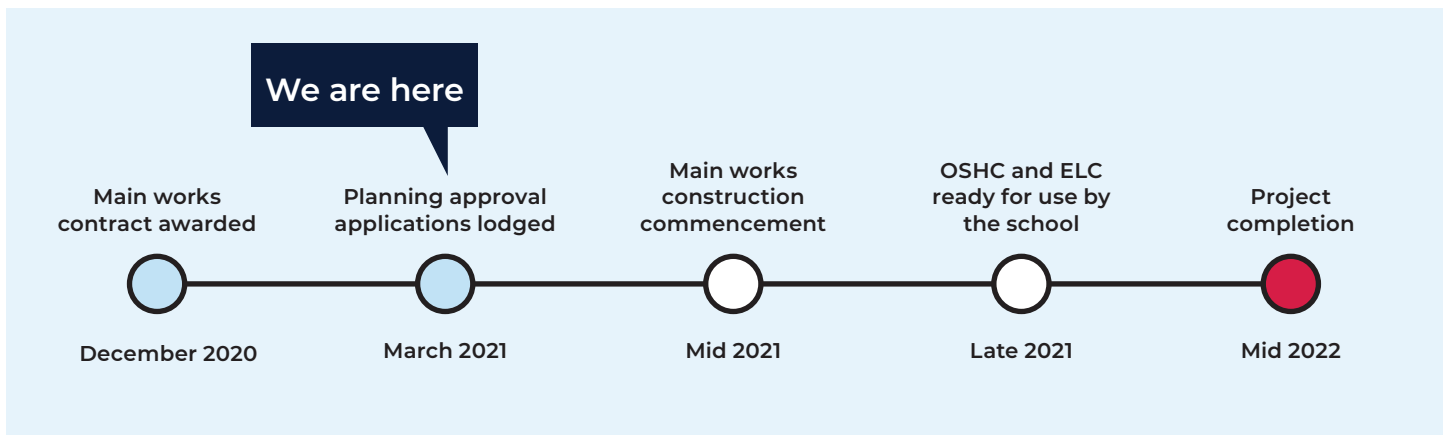 We are here
Main works
contract awarded
Planning approval
applications lodged
Main works
construction
commencement
OSHC and ELC
ready for use by
the school
Project
completion
December 2020
March 2021
Mid 2021
Late 2021
Mid 2022